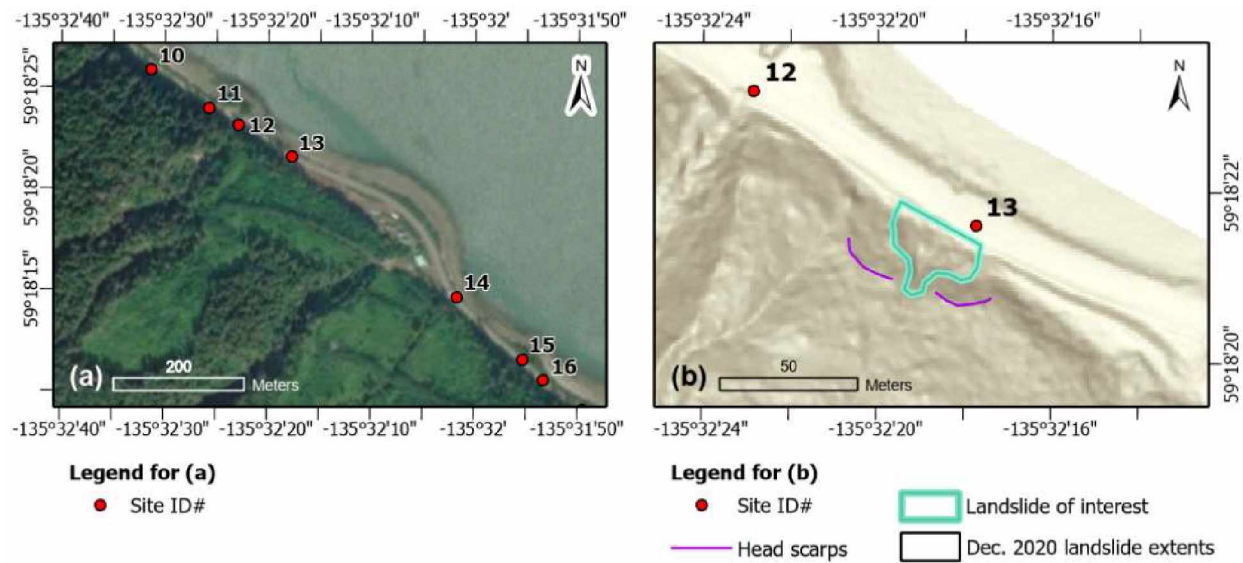 -135°32'40" -135°32'30" -135°32'20" -135°32'10" -135°32' -135°31'50"
-135°32'24" -135°32'20" -135°32'16"
59°18'25"
59°18'20"
59°18'15"
10
11
12
13
14
15
16
N
(a)
200
Meters
-135°32'40" -135°32'30" -135°32'20" -135°32'10" -135°32' -135°31'50"
12
13
N
59°18'22"
59°18'20"
(b)
50
Meters
-135°32'24" -135°32'20" -135°32'16"
Legend for (a)
Site ID#
Legend for (b)
Site ID#
Landslide of interest
Head scarps
Dec. 2020 landslide extents